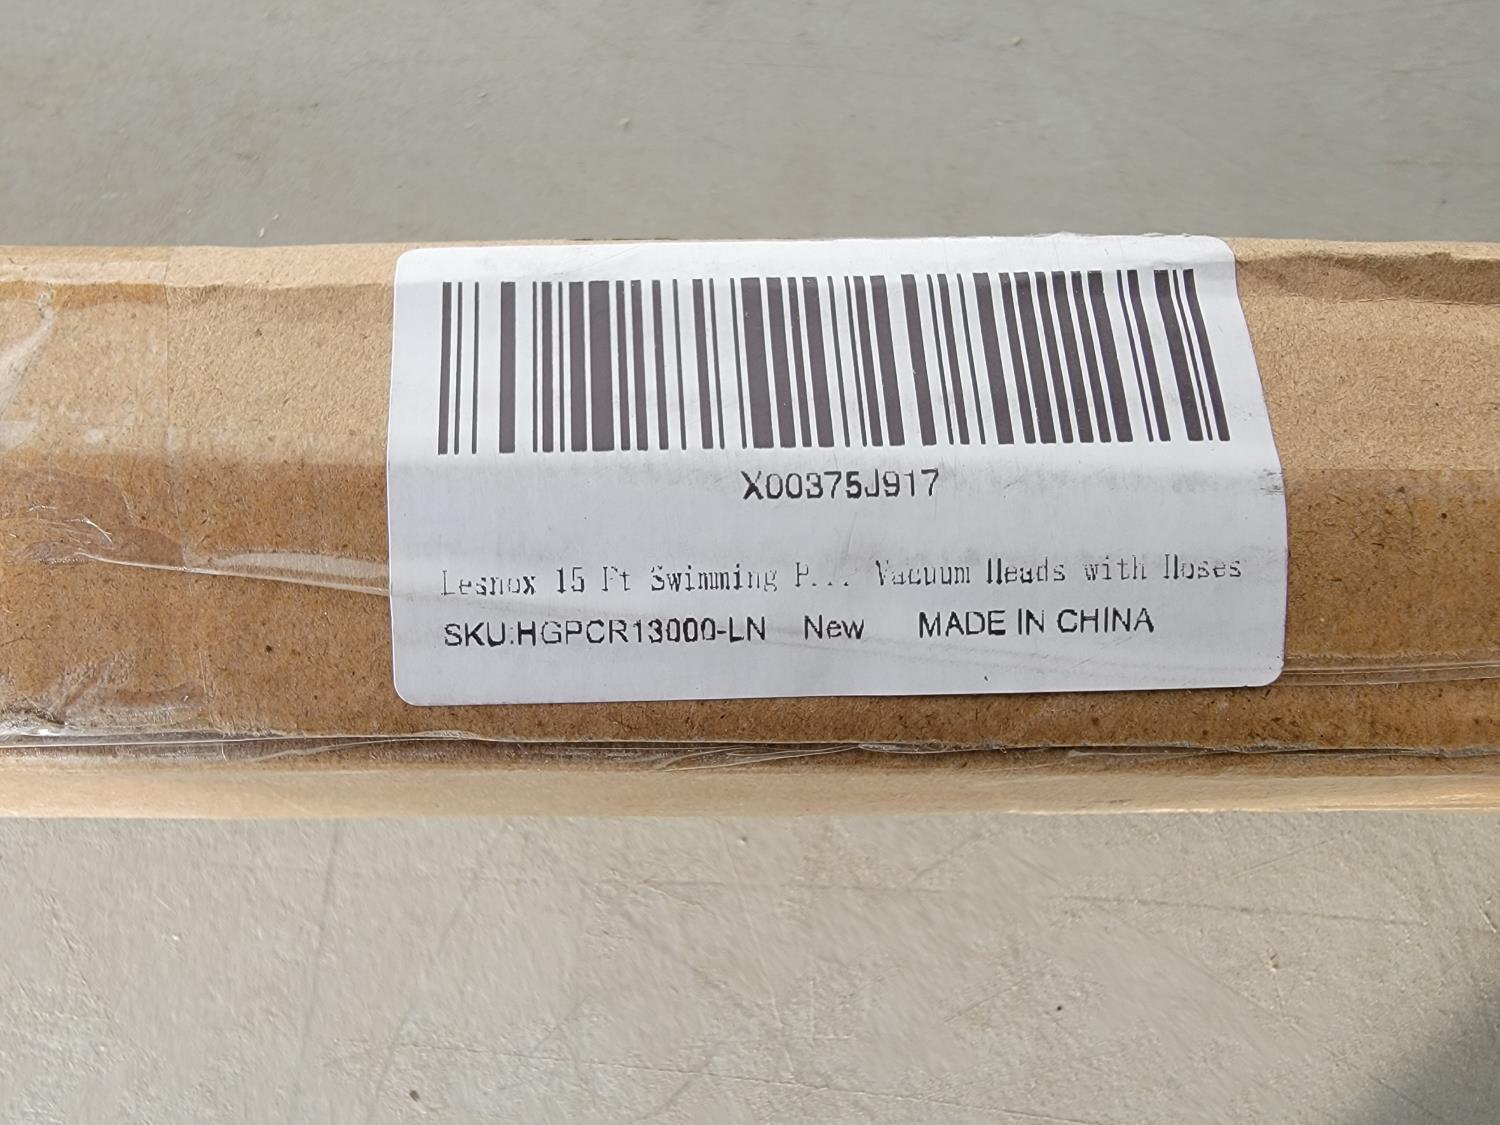 X00375J917
Lesnox 15 Ft Swimming P... Vacuum Heads with Hoses
SKU:HGPCR13000-LN New MADE IN CHINA